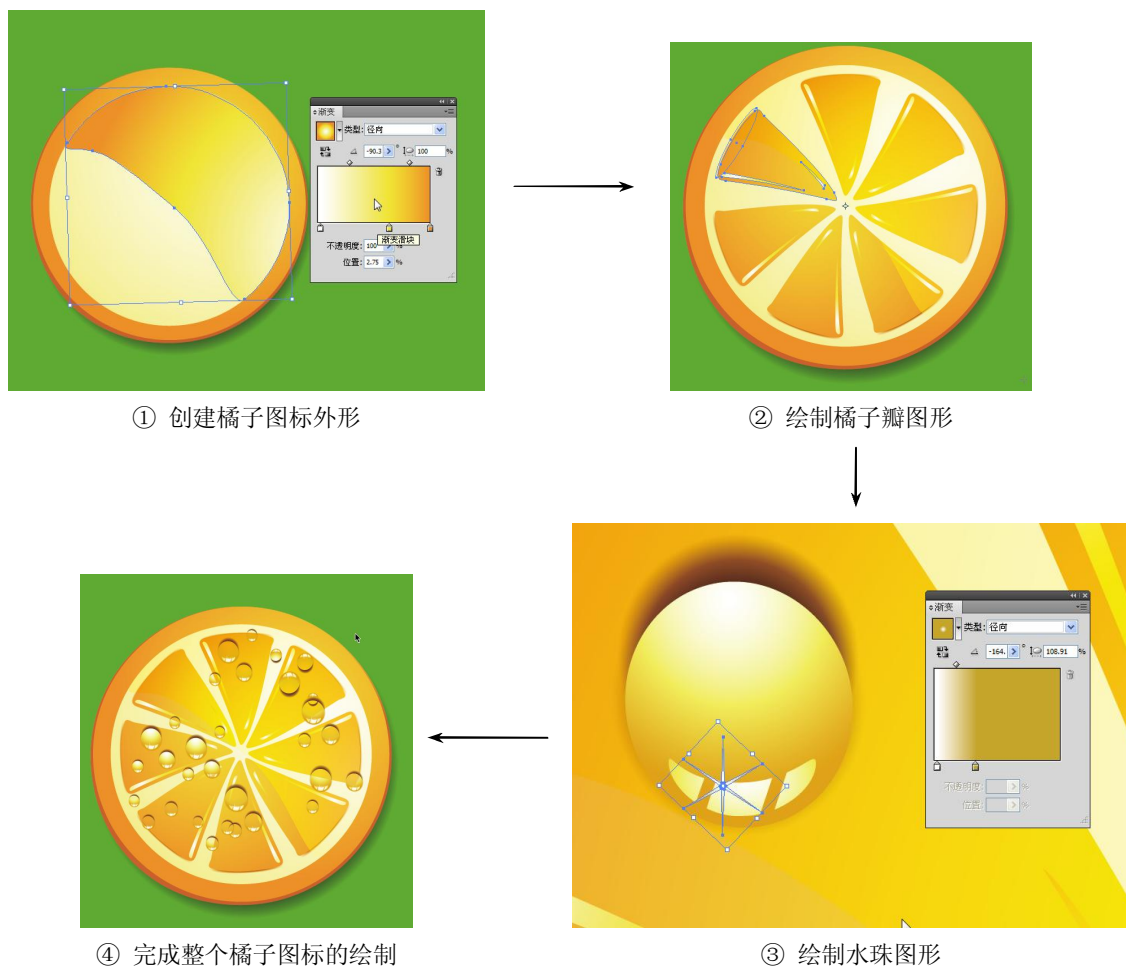 渐变
类型: 径向
-90.3 ° 100 %
渐变滑块
不透明度: 100 %
位置: 2.75 %
① 创建橘子图标外形
② 绘制橘子瓣图形
渐变
类型: 径向
-164. ° 108.91 %
不透明度: %
位置: %
④ 完成整个橘子图标的绘制
③ 绘制水珠图形